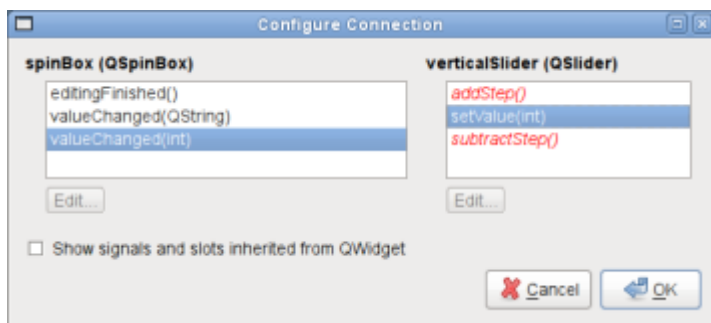 Configure Connection
spinBox (QSpinBox)
editingFinished()
valueChanged(QString)
valueChanged(int)
Edit...
verticalSlider (QSlider)
addStep()
setValue(int)
subtractStep()
Edit...
Show signals and slots inherited from QWidget
Cancel
OK